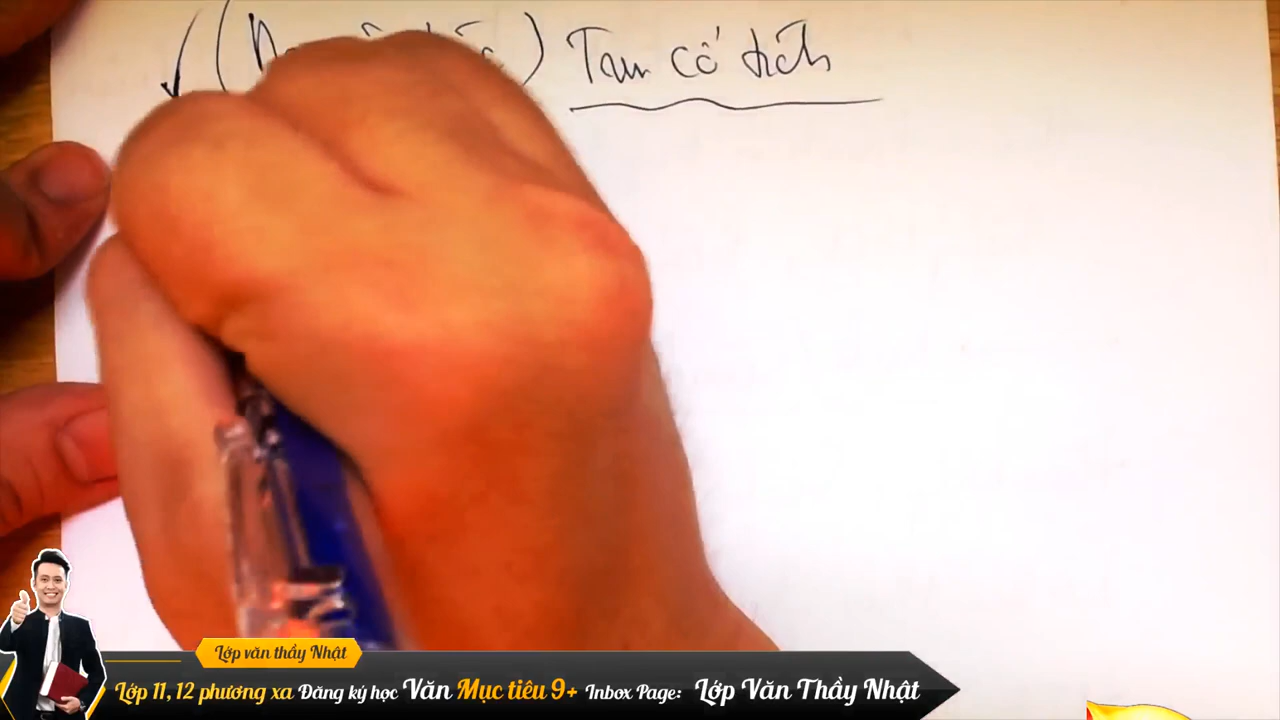 Tam cố tích
Lớp văn thầy Nhật
Lớp 11, 12 phương xa Đăng ký học Văn Mục tiêu 9+ Inbox Page: Lớp Văn Thầy Nhật